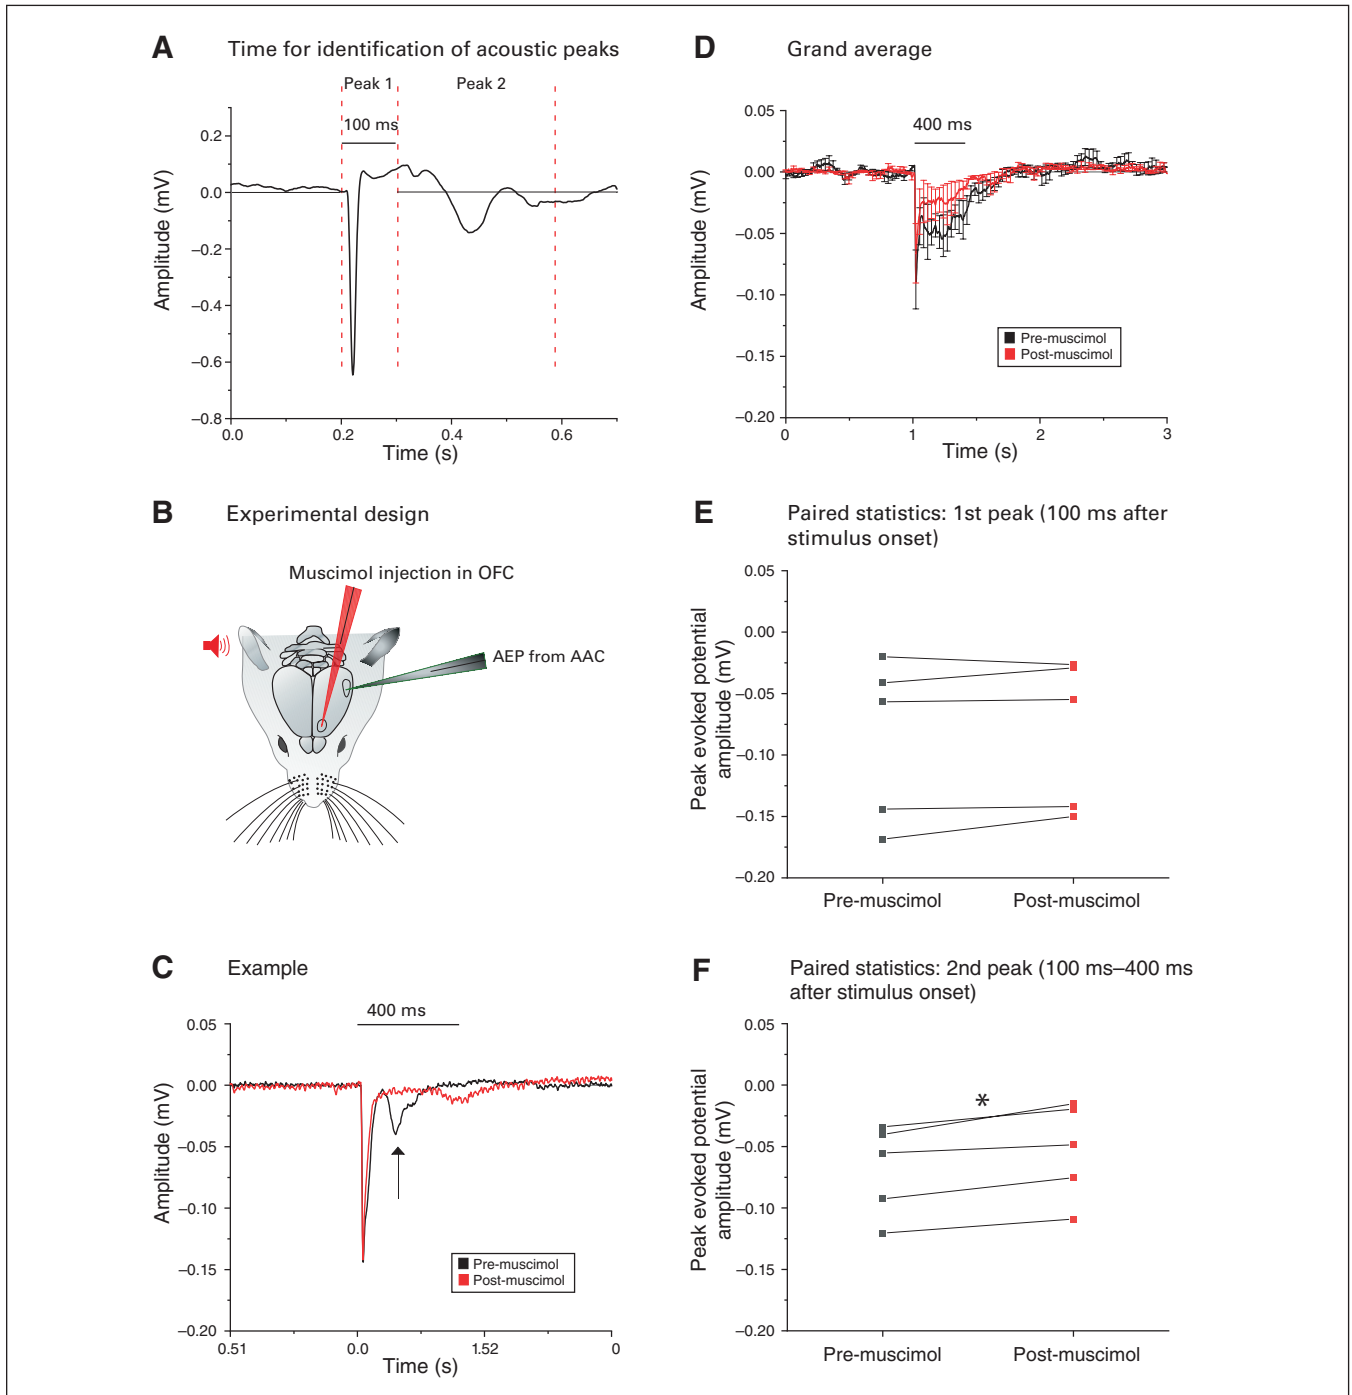 A Time for identification of acoustic peaks
Peak 1 Peak 2
100 ms
0.2
0.0
–0.2
–0.4
–0.6
–0.8
Amplitude (mV)
0.0 0.2 0.4 0.6
Time (s)
B Experimental design
Muscimol injection in OFC
AEP from AAC
C Example
400 ms
0.05
0.00
–0.05
–0.10
–0.15
–0.20
Amplitude (mV)
Pre-muscimol
Post-muscimol
0.51 0.0 1.52 0
Time (s)
D Grand average
400 ms
0.05
0.00
–0.05
–0.10
–0.15
–0.20
Amplitude (mV)
Pre-muscimol
Post-muscimol
0 1 2 3
Time (s)
E Paired statistics: 1st peak (100 ms after
stimulus onset)
0.05
0.00
–0.05
–0.10
–0.15
–0.20
Peak evoked potential
amplitude (mV)
Pre-muscimol Post-muscimol
F Paired statistics: 2nd peak (100 ms–400 ms
after stimulus onset)
0.05
0.00
–0.05
–0.10
–0.15
–0.20
Peak evoked potential
amplitude (mV)
*
Pre-muscimol Post-muscimol